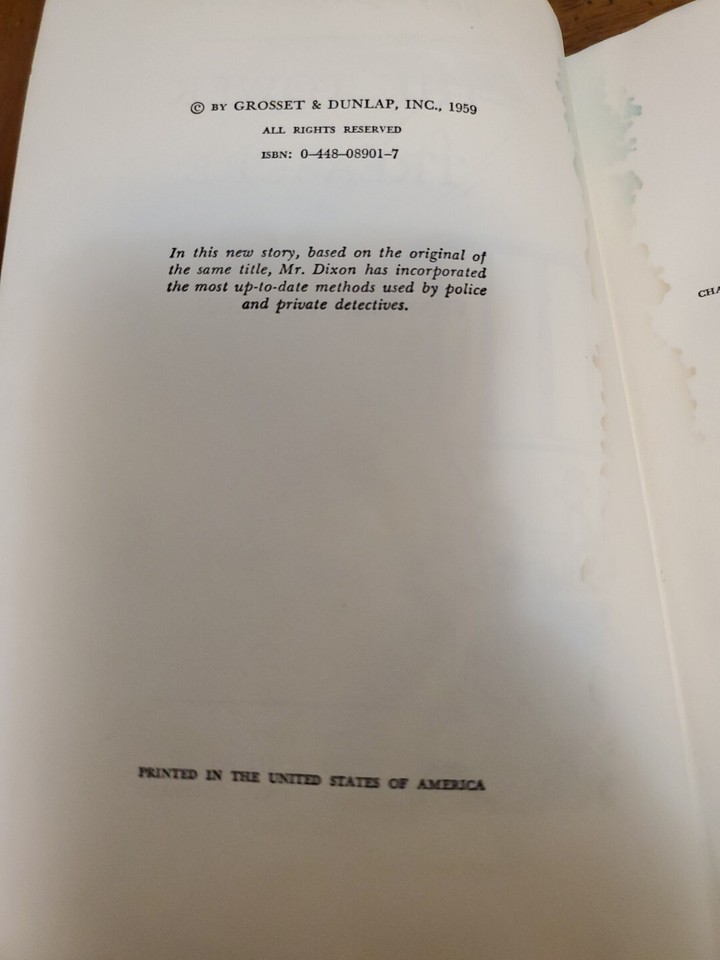 © BY GROSSET & DUNLAP, INC., 1959
ALL RIGHTS RESERVED
ISBN: 0-448-08901-7
In this new story, based on the original of
the same title, Mr. Dixon has incorporated
the most up-to-date methods used by police
and private detectives.
PRINTED IN THE UNITED STATES OF AMERICA
CHA